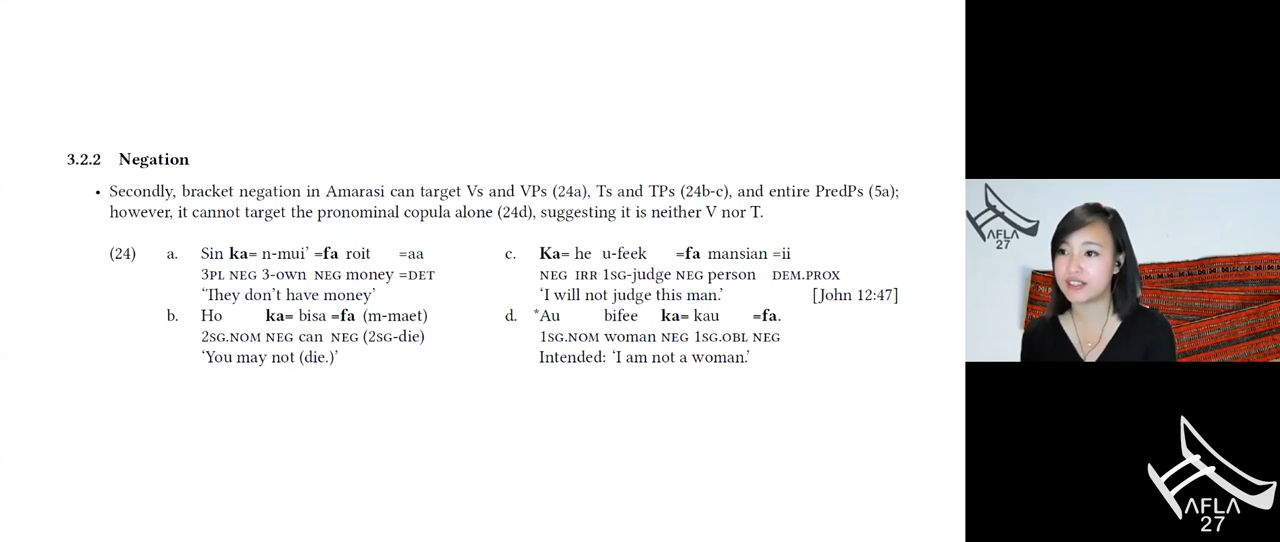 3.2.2 Negation
• Secondly, bracket negation in Amarasi can target Vs and VPs (24a), Ts and TPs (24b-c), and entire PredPs (5a);
however, it cannot target the pronominal copula alone (24d), suggesting it is neither V nor T.
(24) a. Sin ka= n-mui' =fa roit =aa
3PL NEG 3-own NEG money =DET
'They don't have money'
b. Ho ka= bisa =fa (m-maet)
2SG.NOM NEG can NEG (2SG-die)
'You may not (die.)'
c. Ka= he u-feek =fa mansian =ii
NEG IRR 1SG-judge NEG person DEM.PROX
'I will not judge this man.' [John 12:47]
d. *Au bifee ka= kau =fa.
1SG.NOM woman NEG 1SG.OBL NEG
Intended: 'I am not a woman.'
AFLA
27
AFLA
27